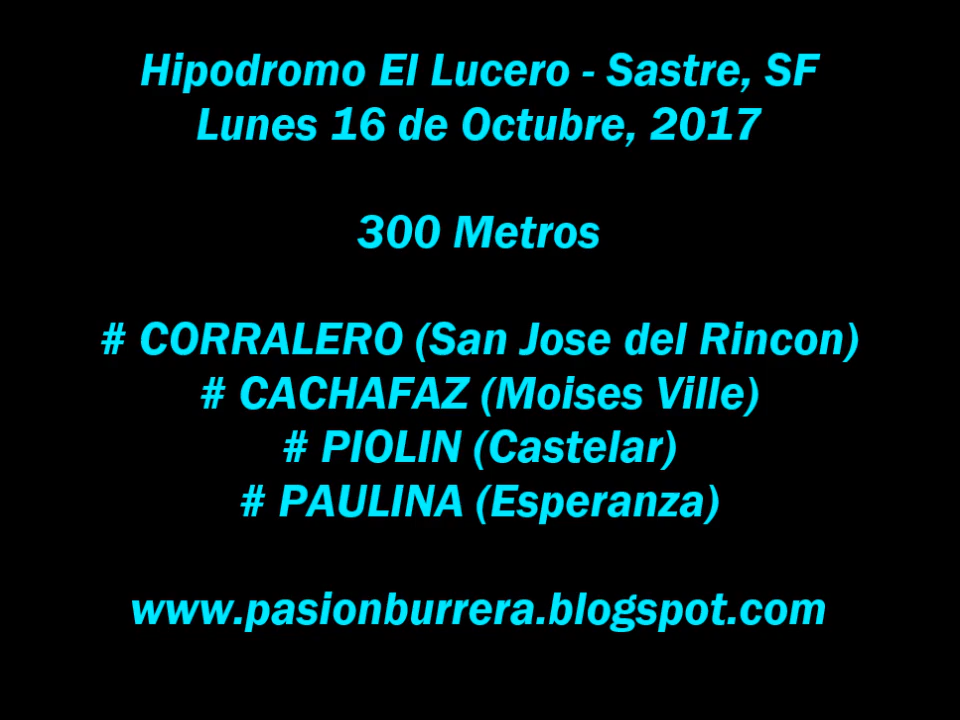 Hipodromo El Lucero - Sastre, SF
Lunes 16 de Octubre, 2017
300 Metros
# CORRALERO (San Jose del Rincon)
# CACHAFAZ (Moises Ville)
# PIOLIN (Castelar)
# PAULINA (Esperanza)
www.pasionburrera.blogspot.com